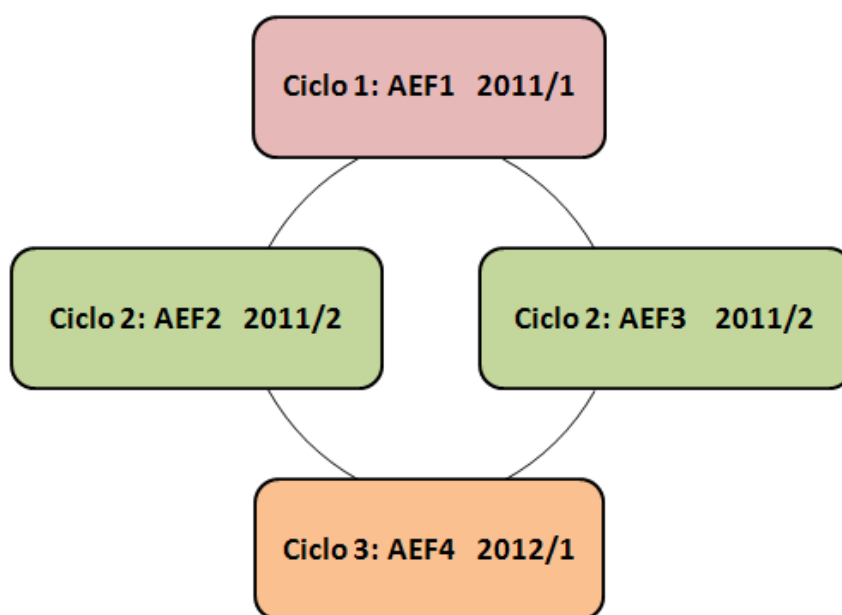 Ciclo 1: AEF1 2011/1
Ciclo 2: AEF2 2011/2
Ciclo 2: AEF3 2011/2
Ciclo 3: AEF4 2012/1